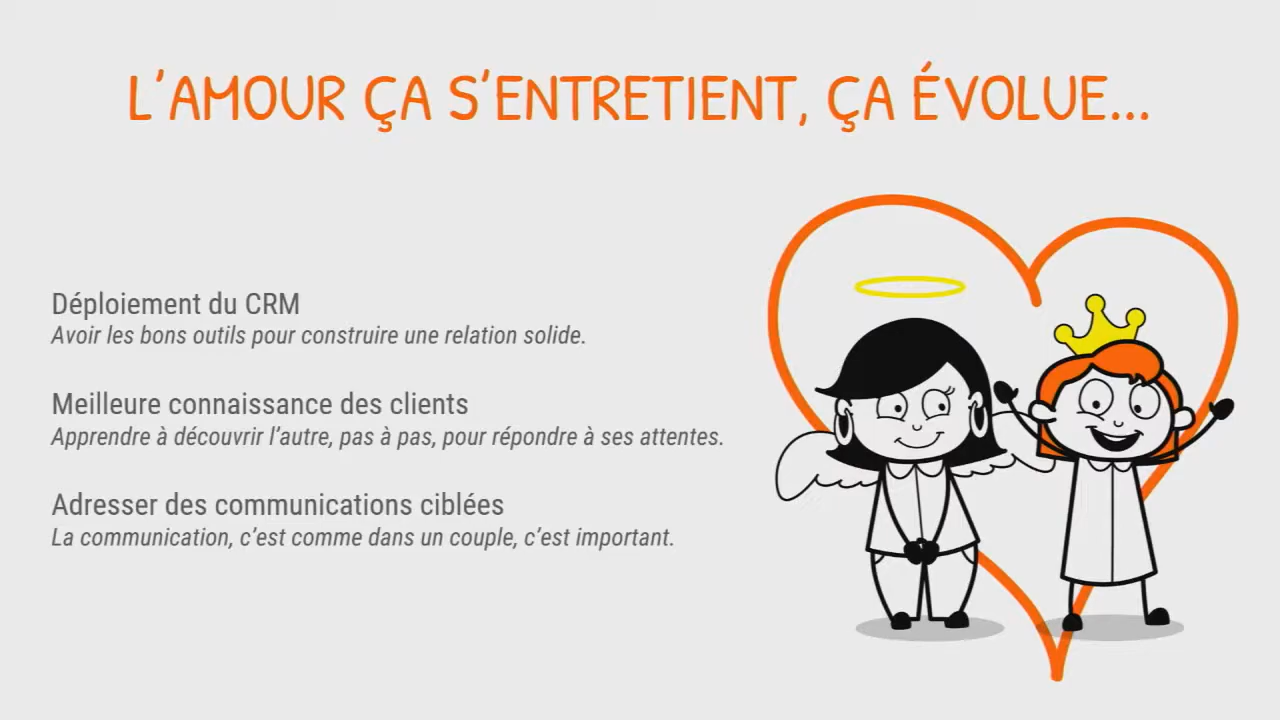 L'AMOUR ÇA S'ENTRETIENT, ÇA ÉVOLUE...
Déploiement du CRM
Avoir les bons outils pour construire une relation solide.
Meilleure connaissance des clients
Apprendre à découvrir l'autre, pas à pas, pour répondre à ses attentes.
Adresser des communications ciblées
La communication, c'est comme dans un couple, c'est important.